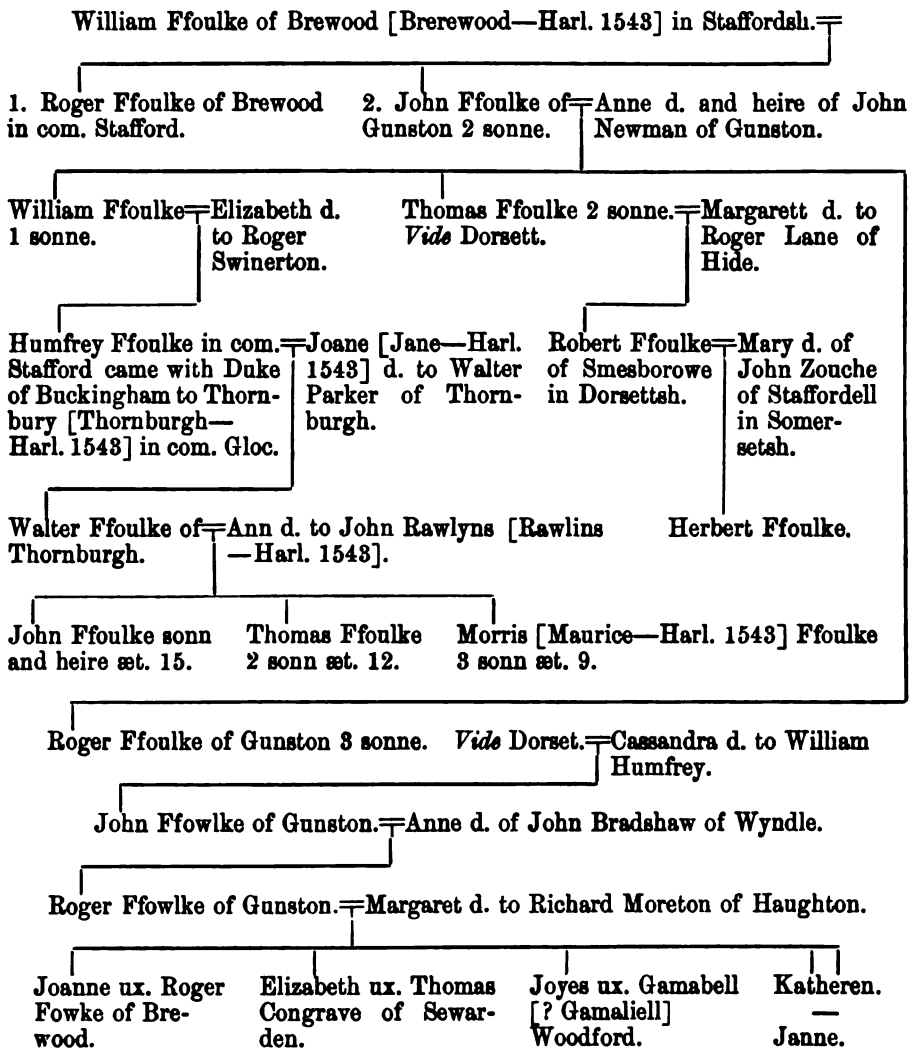 William Ffoulke of Brewood [Brerewood—Harl. 1543] in Staffordsh.
1. Roger Ffoulke of Brewood
in com. Stafford.
2. John Ffoulke of
Gunston 2 sonne.
Anne d. and heire of John
Newman of Gunston.
William Ffoulke
1 sonne.
Elizabeth d.
to Roger
Swinerton.
Thomas Ffoulke 2 sonne.
Vide Dorsett.
Margarett d. to
Roger Lane of
Hide.
Humfrey Ffoulke in com.
Stafford came with Duke
of Buckingham to Thorn-
bury [Thornburgh—
Harl. 1543] in com. Gloc.
Joane [Jane—Harl.
1543] d. to Walter
Parker of Thorn-
burgh.
Robert Ffoulke
of Smesborowe
in Dorsettsh.
Mary d. of
John Zouche
of Staffordell
in Somer-
setsh.
Walter Ffoulke of
Thornburgh.
Ann d. to John Rawlyns [Rawlins
—Harl. 1543].
Herbert Ffoulke.
John Ffoulke sonn
and heire æt. 15.
Thomas Ffoulke
2 sonn æt. 12.
Morris [Maurice—Harl. 1543] Ffoulke
3 sonn æt. 9.
Roger Ffoulke of Gunston 3 sonne. Vide Dorset.
Cassandra d. to William
Humfrey.
John Ffowlke of Gunston.
Anne d. of John Bradshaw of Wyndle.
Roger Ffowlke of Gunston.
Margaret d. to Richard Moreton of Haughton.
Joanne ux. Roger
Fowke of Bre-
wood.
Elizabeth ux. Thomas
Congrave of Sewar-
den.
Joyes ux. Gamabell
[? Gamaliell]
Woodford.
Katheren.
—
Janne.